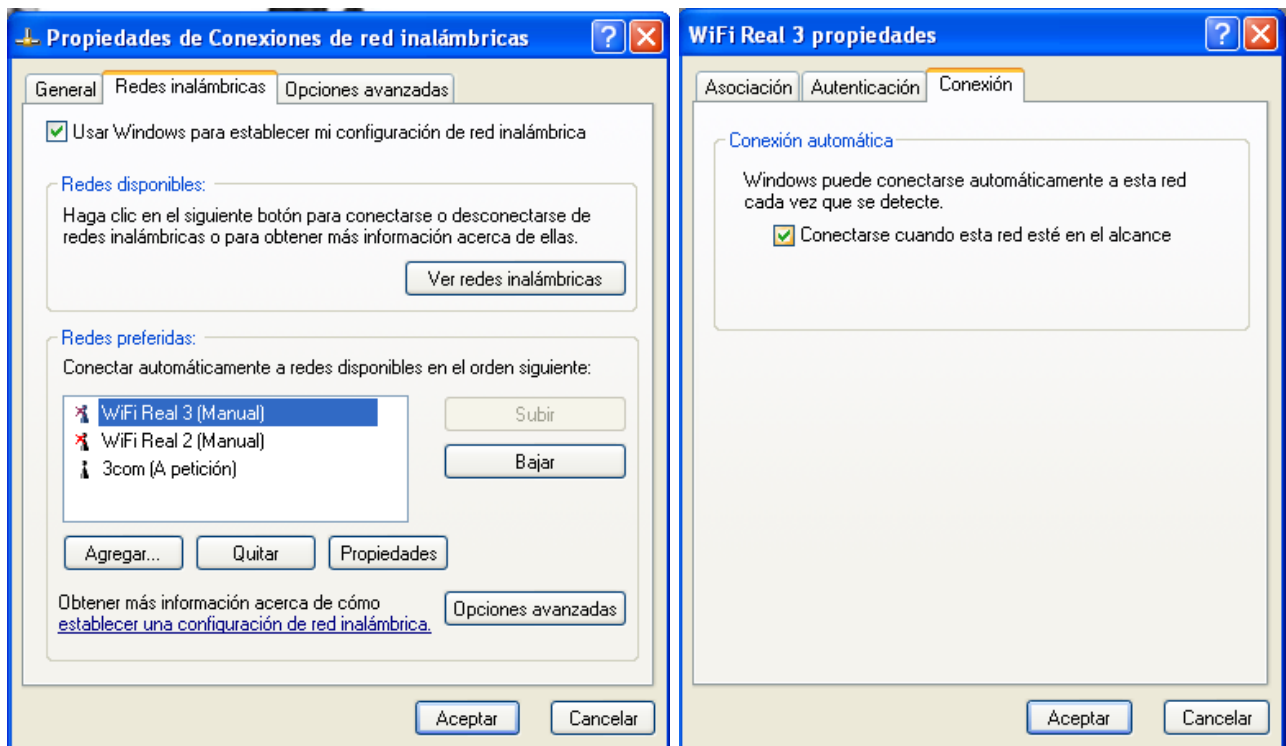 Propiedades de Conexiones de red inalámbricas
General
Redes inalámbricas
Opciones avanzadas
Usar Windows para establecer mi configuración de red inalámbrica
Redes disponibles:
Haga clic en el siguiente botón para conectarse o desconectarse de
redes inalámbricas o para obtener más información acerca de ellas.
Ver redes inalámbricas
Redes preferidas:
Conectar automáticamente a redes disponibles en el orden siguiente:
WiFi Real 3 (Manual)
WiFi Real 2 (Manual)
3com (A petición)
Subir
Bajar
Agregar...
Quitar
Propiedades
Obtener más información acerca de cómo
establecer una configuración de red inalámbrica.
Opciones avanzadas
Aceptar
Cancelar
WiFi Real 3 propiedades
Asociación
Autenticación
Conexión
Conexión automática
Windows puede conectarse automáticamente a esta red
cada vez que se detecte.
Conectarse cuando esta red esté en el alcance
Aceptar
Cancelar